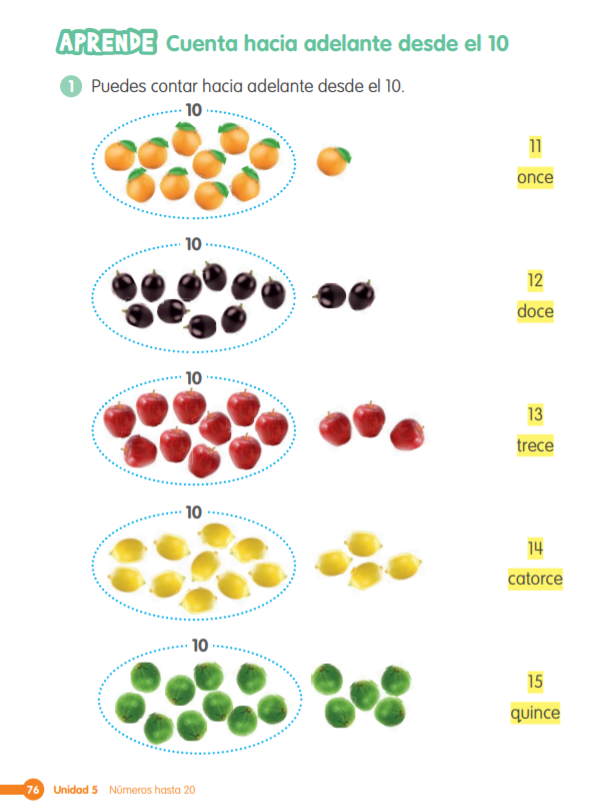 APRENDE Cuenta hacia adelante desde el 10
1 Puedes contar hacia adelante desde el 10.
10
11
once
10
12
doce
10
13
trece
10
14
catorce
10
15
quince
76 Unidad 5 Números hasta 20